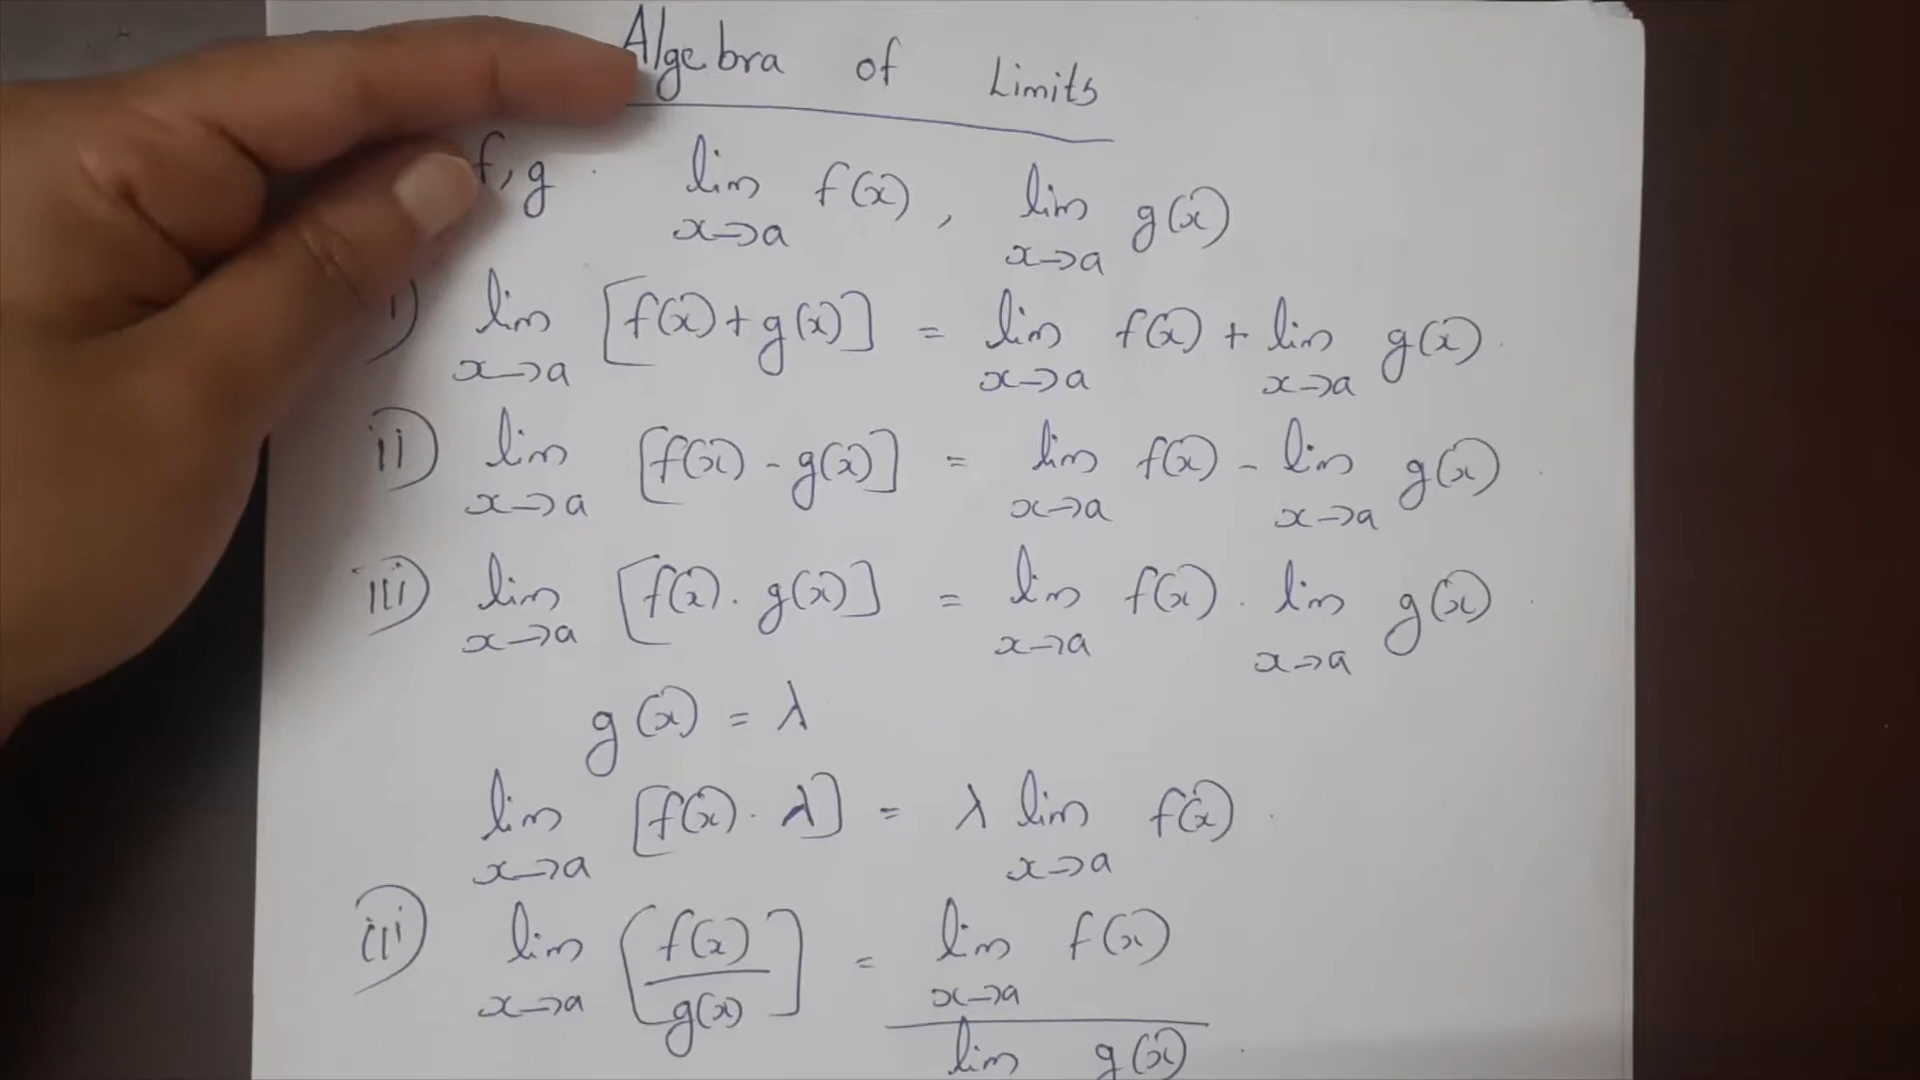 Algebra of Limits
f, g. lim x→a f(x), lim x→a g(x)
i) lim x→a [f(x)+g(x)] = lim x→a f(x) + lim x→a g(x).
ii) lim x→a [f(x) - g(x)] = lim x→a f(x) - lim x→a g(x)
iii) lim x→a [f(x). g(x)] = lim x→a f(x) . lim x→a g(x)
g(x) = λ
lim x→a [f(x). λ] = λ lim x→a f(x).
iii) lim x→a [f(x)/g(x)] = lim x→a f(x)
lim g(x)